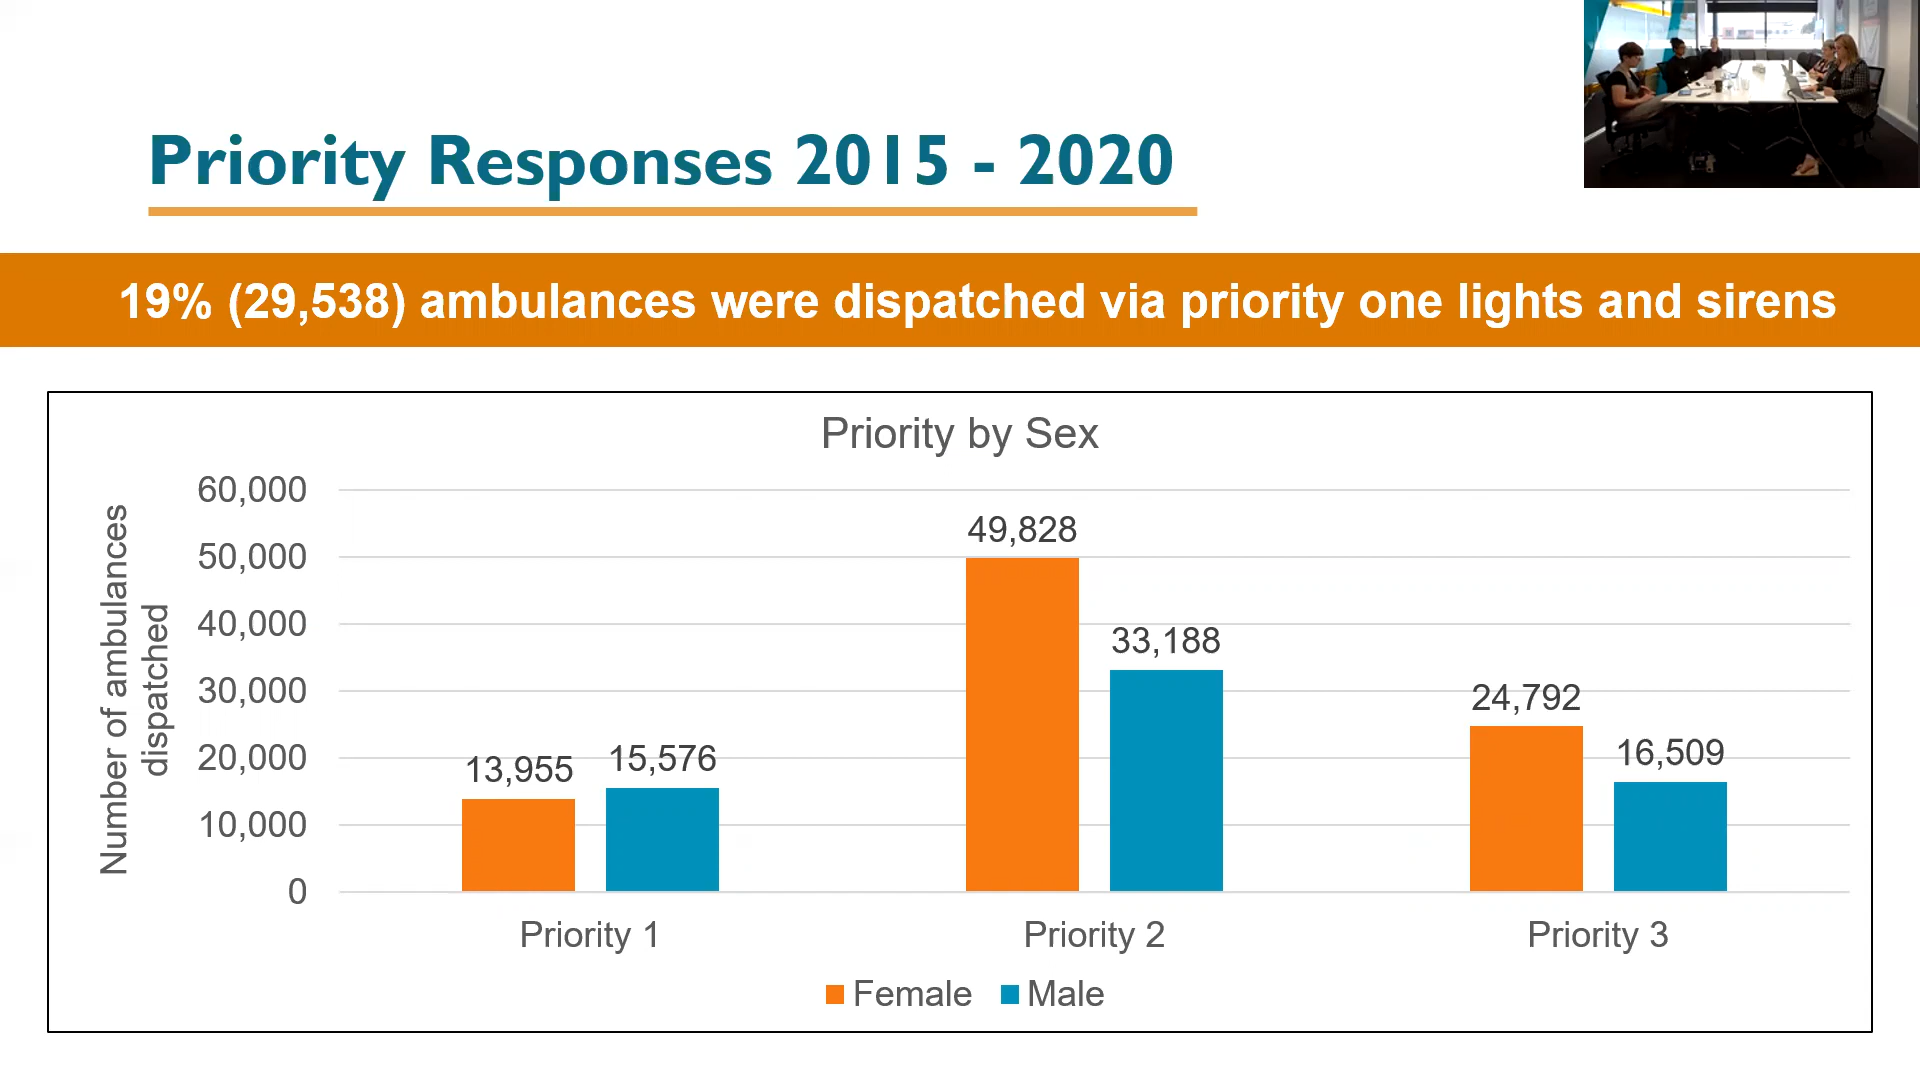 Priority Responses 2015 - 2020
19% (29,538) ambulances were dispatched via priority one lights and sirens
Priority by Sex
Number of ambulances
dispatched
60,000
50,000
40,000
30,000
20,000
10,000
0
13,955
15,576
49,828
33,188
24,792
16,509
Priority 1
Priority 2
Priority 3
Female
Male